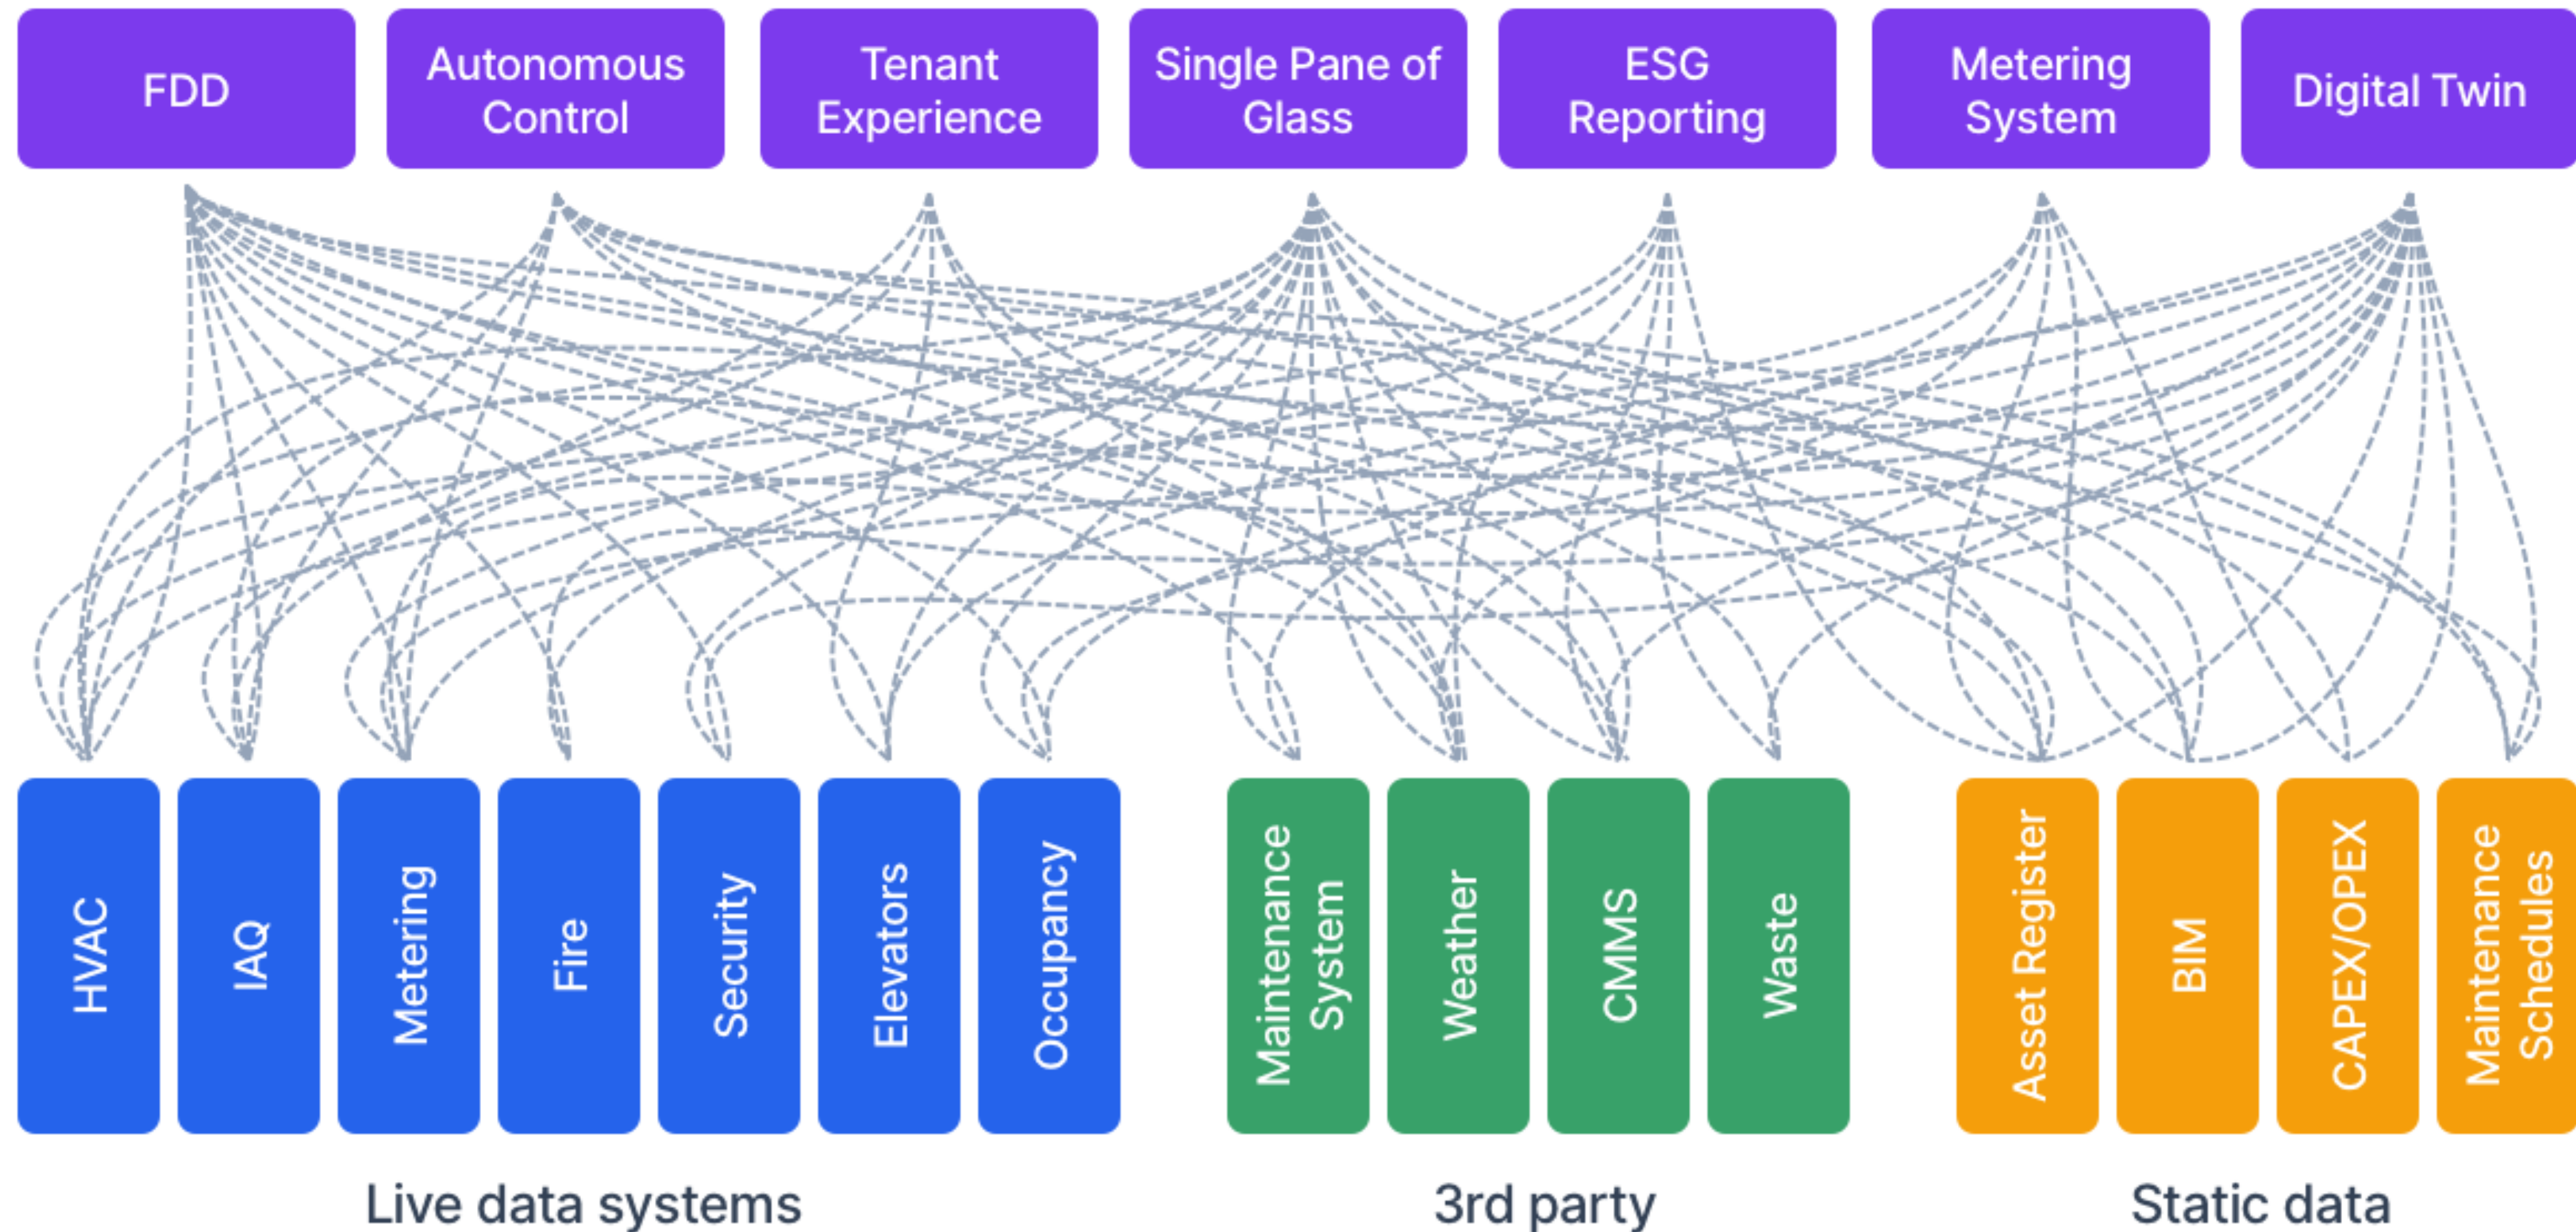 FDD
Autonomous
Control
Tenant
Experience
Single Pane of
Glass
ESG
Reporting
Metering
System
Digital Twin
HVAC
IAQ
Metering
Fire
Security
Elevators
Occupancy
Maintenance
System
Weather
CMMS
Waste
Asset Register
BIM
CAPEX/OPEX
Maintenance
Schedules
Live data systems
3rd party
Static data